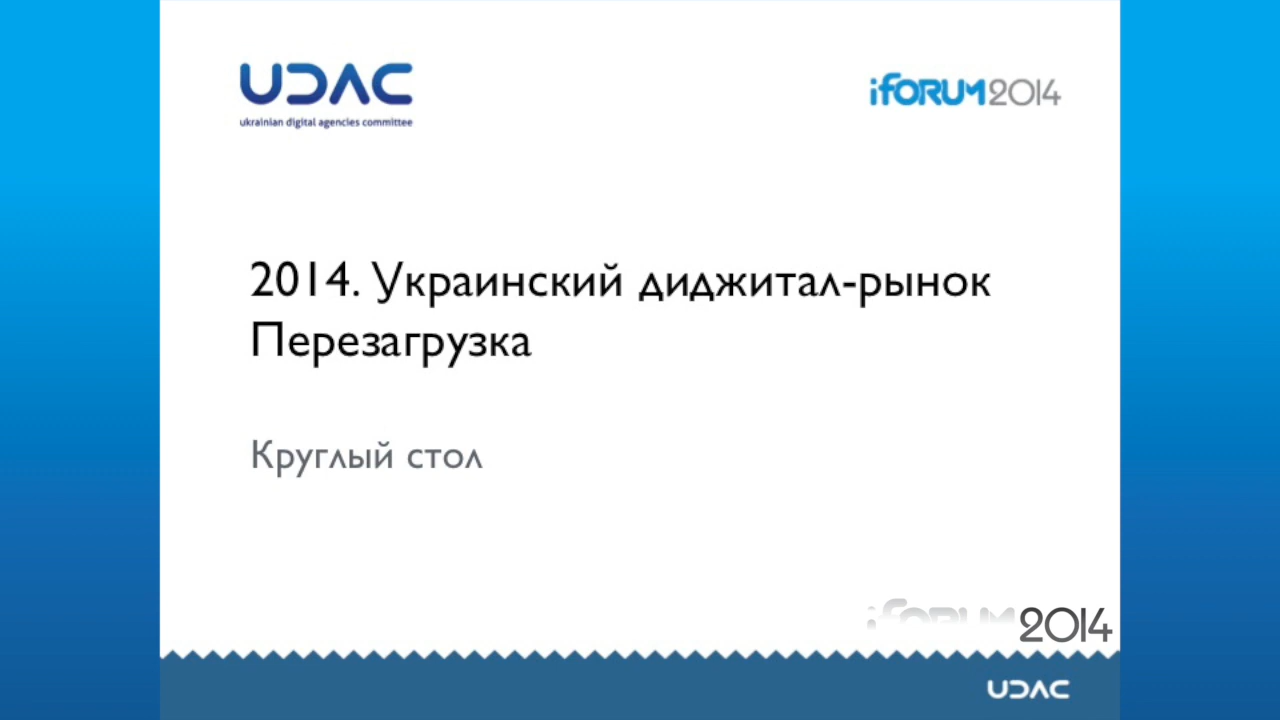 UDAC
ukrainian digital agencies committee
iFORUM2014
2014. Украинский диджитал-рынок
Перезагрузка
Круглый стол
iFORUM2014
UDAC